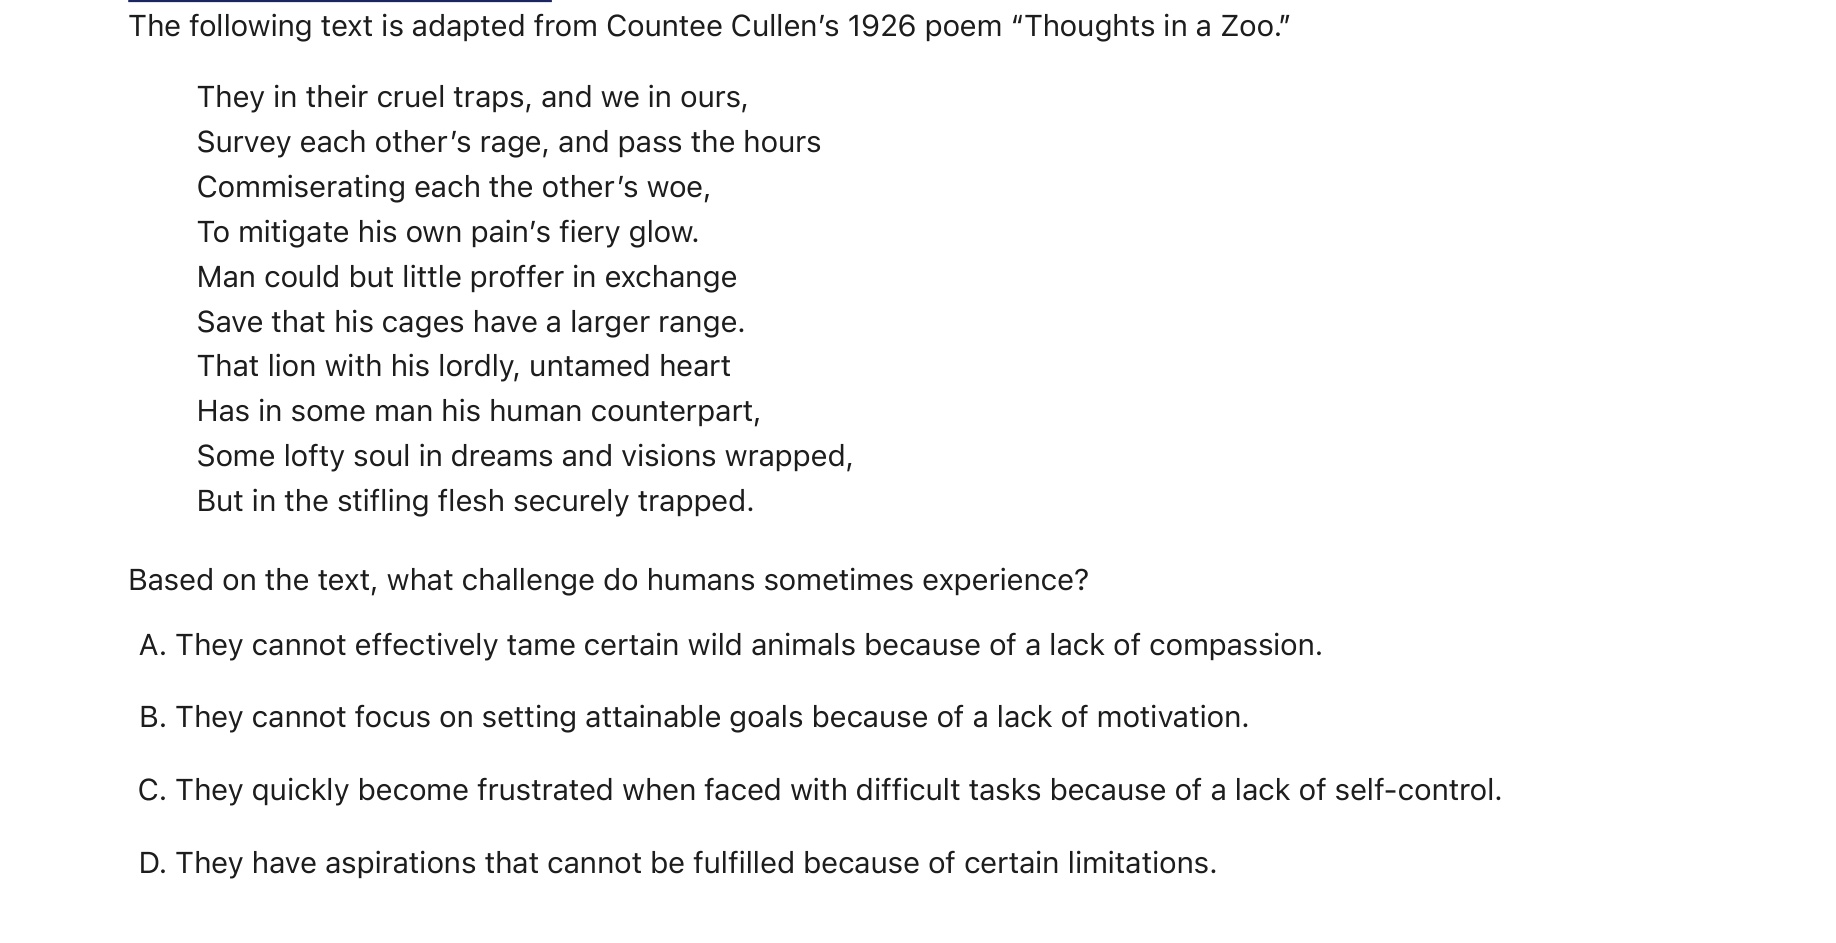 The following text is adapted from Countee Cullen’s 1926 poem “Thoughts in a Zoo.”
They in their cruel traps, and we in ours,
Survey each other’s rage, and pass the hours
Commiserating each the other’s woe,
To mitigate his own pain’s fiery glow.
Man could but little proffer in exchange
Save that his cages have a larger range.
That lion with his lordly, untamed heart
Has in some man his human counterpart,
Some lofty soul in dreams and visions wrapped,
But in the stifling flesh securely trapped.
Based on the text, what challenge do humans sometimes experience?
A. They cannot effectively tame certain wild animals because of a lack of compassion.
B. They cannot focus on setting attainable goals because of a lack of motivation.
C. They quickly become frustrated when faced with difficult tasks because of a lack of self-control.
D. They have aspirations that cannot be fulfilled because of certain limitations.